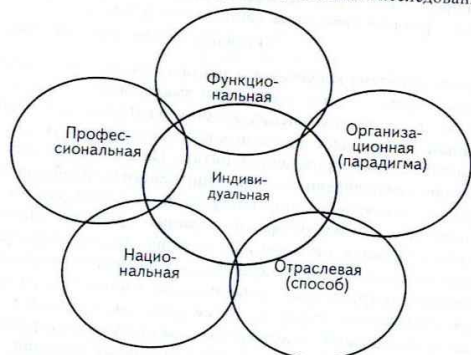 Функцио-
нальная
Профес-
сиональная
Организа-
ционная
(парадигма)
Индиви-
дуальная
Нацио-
нальная
Отраслевая
(способ)